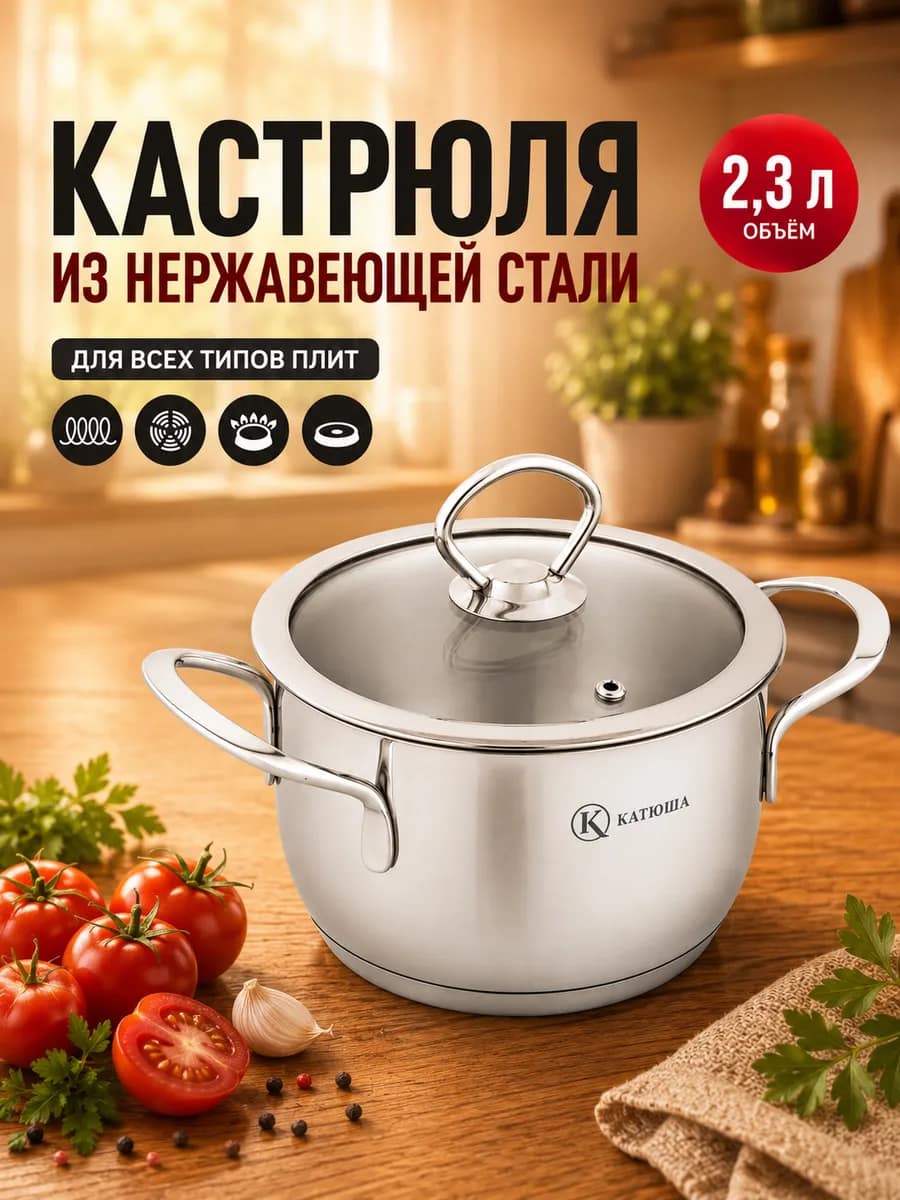 КАСТРЮЛЯ
ИЗ НЕРЖАВЕЮЩЕЙ СТАЛИ
2,3 л
ОБЪЁМ
ДЛЯ ВСЕХ ТИПОВ ПЛИТ
К КАТЮША